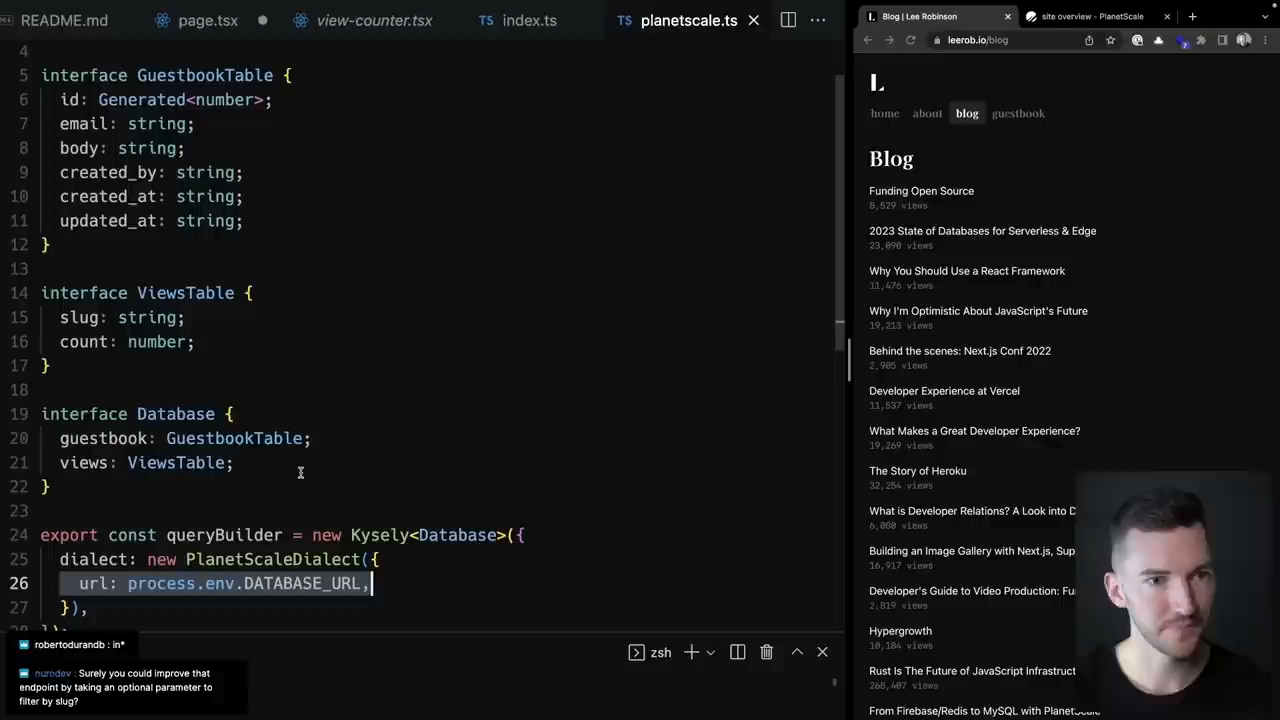 README.md
page.tsx
view-counter.tsx
TS index.ts
TS planetscale.ts
4
5 interface GuestbookTable {
6 id: Generated<number>;
7 email: string;
8 body: string;
9 created_by: string;
10 created_at: string;
11 updated_at: string;
12 }
13
14 interface ViewsTable {
15 slug: string;
16 count: number;
17 }
18
19 interface Database {
20 guestbook: GuestbookTable;
21 views: ViewsTable;
22 }
23
24 export const queryBuilder = new Kysely<Database>({
25 dialect: new PlanetScaleDialect({
26 url: process.env.DATABASE_URL,
27 }),
28 });
zsh
robertodurandb : in*
nurodev : Surely you could improve that
endpoint by taking an optional parameter to
filter by slug?
Blog | Lee Robinson
site overview - PlanetScale
leerob.io/blog
L
home about blog guestbook
Blog
Funding Open Source
8,529 views
2023 State of Databases for Serverless & Edge
23,090 views
Why You Should Use a React Framework
11,476 views
Why I'm Optimistic About JavaScript's Future
19,213 views
Behind the scenes: Next.js Conf 2022
2,905 views
Developer Experience at Vercel
11,537 views
What Makes a Great Developer Experience?
19,269 views
The Story of Heroku
32,254 views
What is Developer Relations? A Look into D
6,080 views
Building an Image Gallery with Next.js, Sup
16,917 views
Developer's Guide to Video Production: Fu
2,819 views
Hypergrowth
10,184 views
Rust Is The Future of JavaScript Infrastruct
268,407 views
From Firebase/Redis to MySQL with PlanetScale